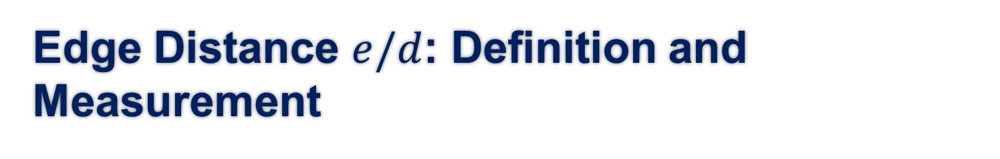 Edge Distance 𝑒/𝑑: Definition and
Measurement